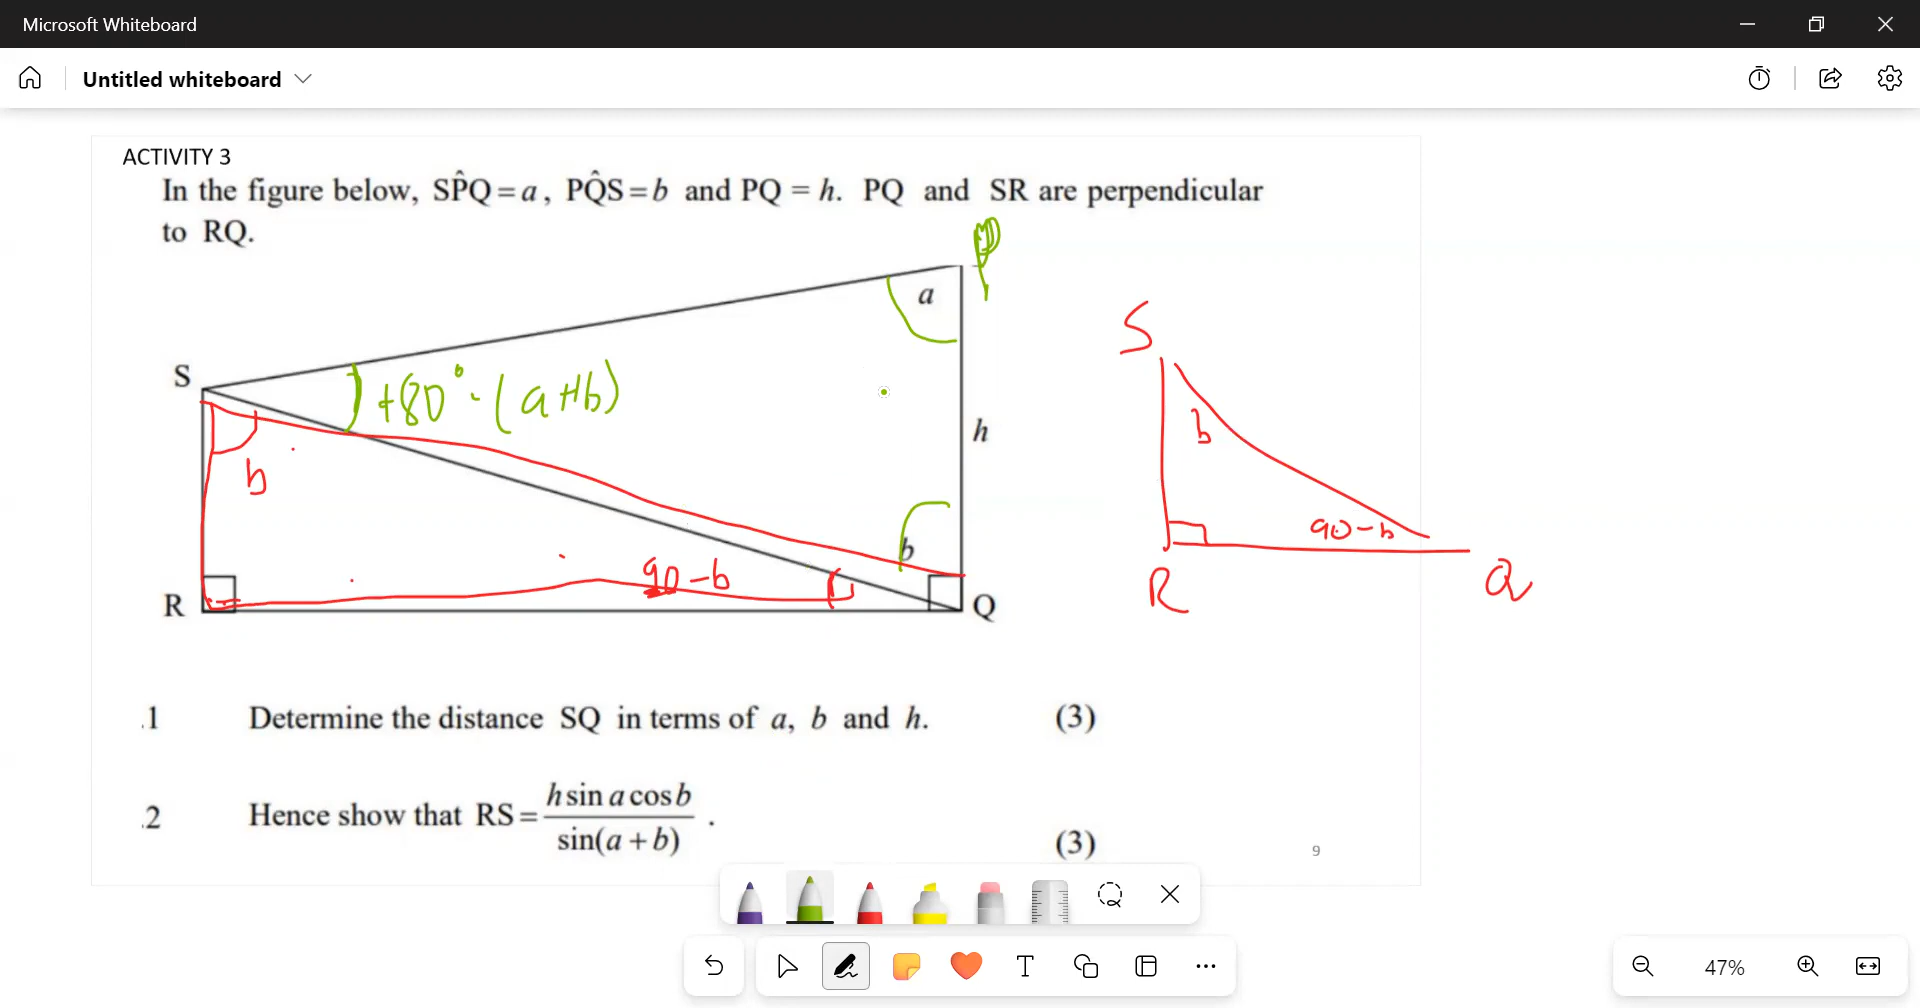 Microsoft Whiteboard
Untitled whiteboard
ACTIVITY 3
In the figure below, SP̂Q = a, PQ̂S = b and PQ = h. PQ and SR are perpendicular
to RQ.
P
a
S
S
180° - (a+b)
h
b
b
b
90-b
90-b
R
Q
R
Q
.1 Determine the distance SQ in terms of a, b and h. (3)
.2 Hence show that RS = h sin a cos b / sin(a + b) . (3)
9
47%